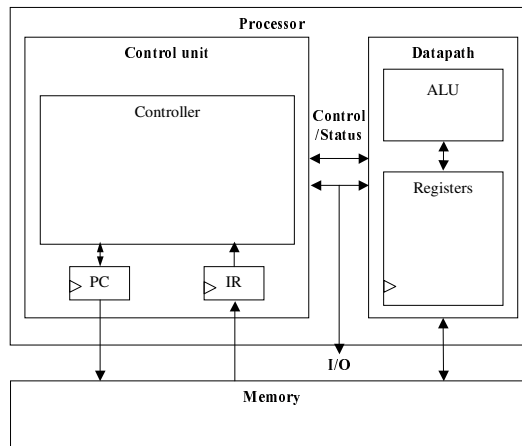 Processor
Control unit
Datapath
Controller
ALU
Control
/Status
Registers
PC
IR
I/O
Memory